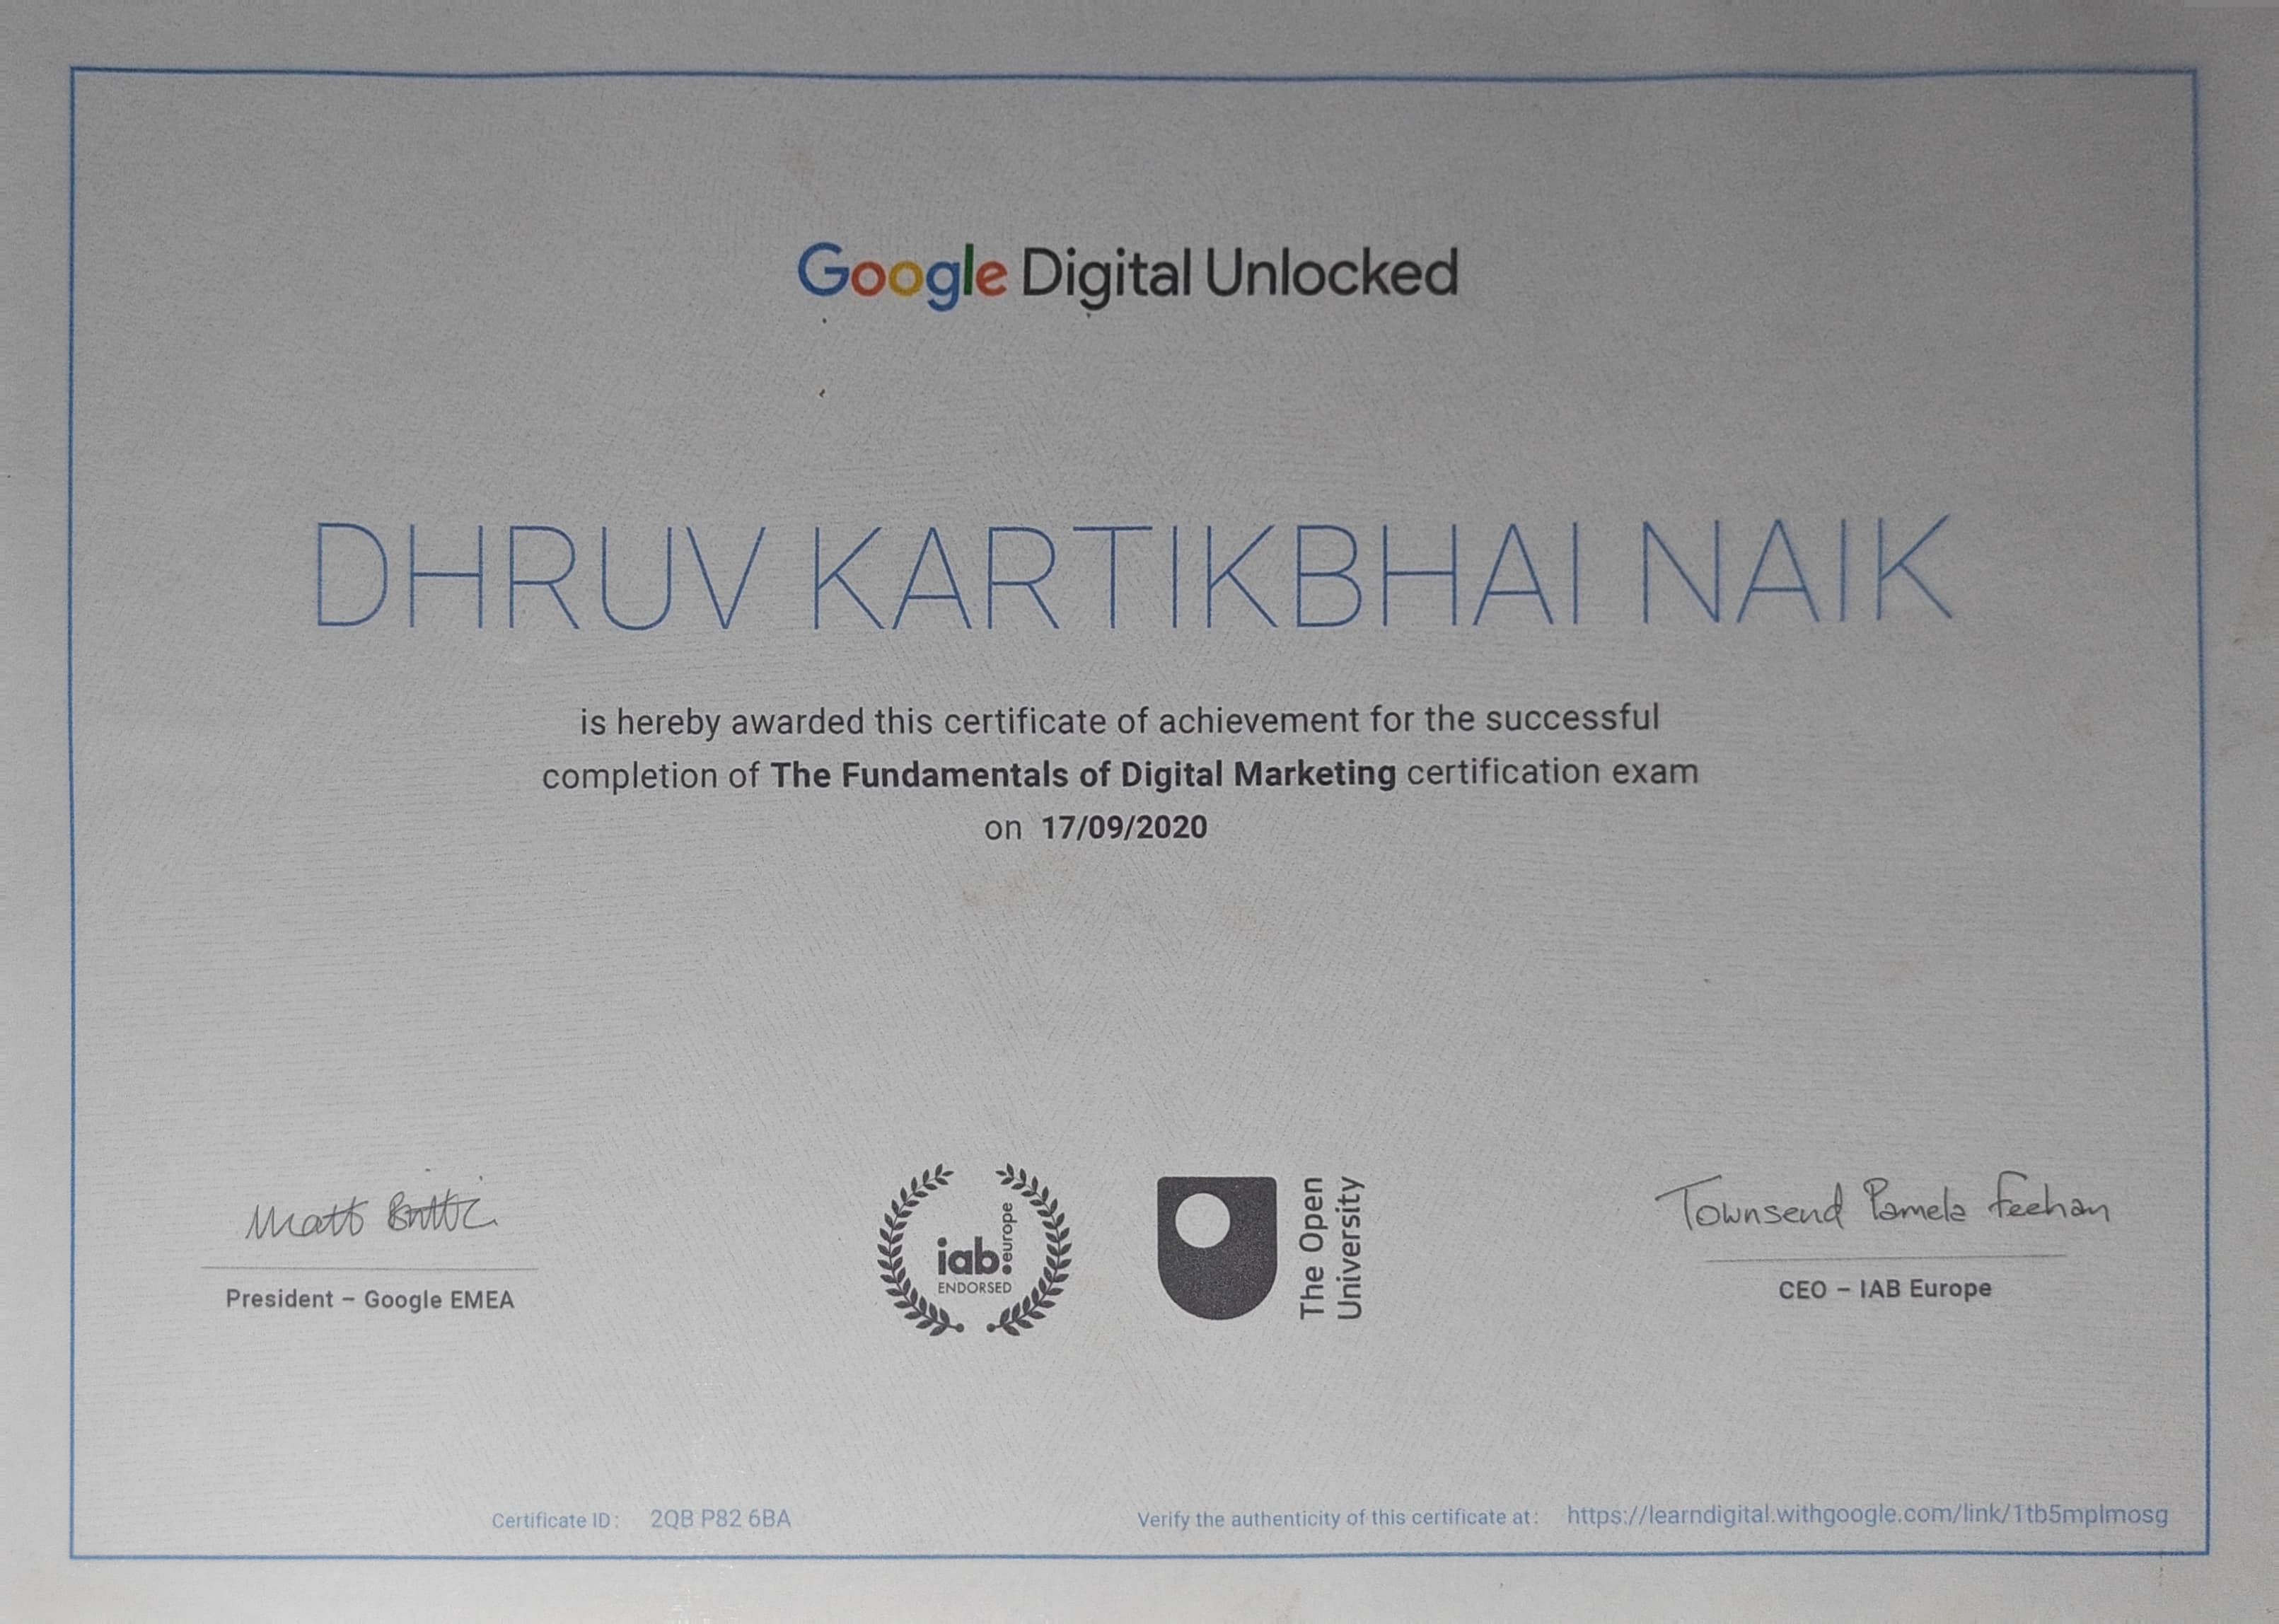 Google Digital Unlocked
DHRUV KARTIKBHAI NAIK
is hereby awarded this certificate of achievement for the successful
completion of The Fundamentals of Digital Marketing certification exam
on 17/09/2020
Matt
President – Google EMEA
iab.europe
ENDORSED
The Open
University
Townsend Pamela Feehan
CEO – IAB Europe
Certificate ID: 2QB P82 6BA
Verify the authenticity of this certificate at: https://learndigital.withgoogle.com/link/1tb5mplmosg